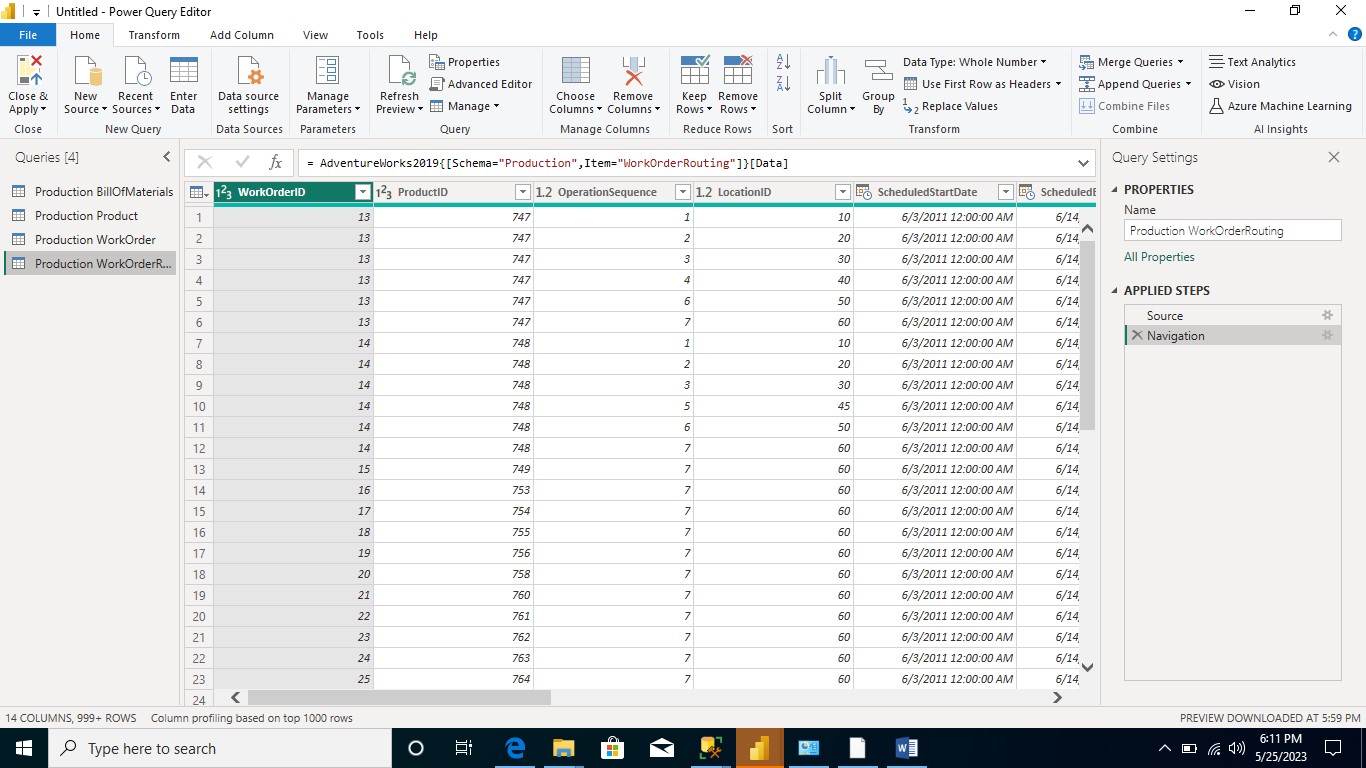 Untitled - Power Query Editor
File Home Transform Add Column View Tools Help
Close & Apply
New Source
Recent Sources
Enter Data
Data source settings
Manage Parameters
Refresh Preview
Properties
Advanced Editor
Manage
Choose Columns
Remove Columns
Keep Rows
Remove Rows
Split Column
Group By
Data Type: Whole Number
Use First Row as Headers
Replace Values
Merge Queries
Append Queries
Combine Files
Text Analytics
Vision
Azure Machine Learning
Close New Query Data Sources Parameters Query Manage Columns Reduce Rows Sort Transform Combine AI Insights
Queries [4]
Production BillOfMaterials
Production Product
Production WorkOrder
Production WorkOrderR...
= AdventureWorks2019{[Schema="Production",Item="WorkOrderRouting"]}[Data]
WorkOrderID ProductID 1.2 OperationSequence 1.2 LocationID ScheduledStartDate ScheduledE
1 13 747 1 10 6/3/2011 12:00:00 AM 6/14/
2 13 747 2 20 6/3/2011 12:00:00 AM 6/14/
3 13 747 3 30 6/3/2011 12:00:00 AM 6/14/
4 13 747 4 40 6/3/2011 12:00:00 AM 6/14/
5 13 747 6 50 6/3/2011 12:00:00 AM 6/14/
6 13 747 7 60 6/3/2011 12:00:00 AM 6/14/
7 14 748 1 10 6/3/2011 12:00:00 AM 6/14/
8 14 748 2 20 6/3/2011 12:00:00 AM 6/14/
9 14 748 3 30 6/3/2011 12:00:00 AM 6/14/
10 14 748 5 45 6/3/2011 12:00:00 AM 6/14/
11 14 748 6 50 6/3/2011 12:00:00 AM 6/14/
12 14 748 7 60 6/3/2011 12:00:00 AM 6/14/
13 15 749 7 60 6/3/2011 12:00:00 AM 6/14/
14 16 753 7 60 6/3/2011 12:00:00 AM 6/14/
15 17 754 7 60 6/3/2011 12:00:00 AM 6/14/
16 18 755 7 60 6/3/2011 12:00:00 AM 6/14/
17 19 756 7 60 6/3/2011 12:00:00 AM 6/14/
18 20 758 7 60 6/3/2011 12:00:00 AM 6/14/
19 21 760 7 60 6/3/2011 12:00:00 AM 6/14/
20 22 761 7 60 6/3/2011 12:00:00 AM 6/14/
21 23 762 7 60 6/3/2011 12:00:00 AM 6/14/
22 24 763 7 60 6/3/2011 12:00:00 AM 6/14/
23 25 764 7 60 6/3/2011 12:00:00 AM 6/14/
24
Query Settings
PROPERTIES
Name
Production WorkOrderRouting
All Properties
APPLIED STEPS
Source
Navigation
14 COLUMNS, 999+ ROWS Column profiling based on top 1000 rows PREVIEW DOWNLOADED AT 5:59 PM
Type here to search
6:11 PM
5/25/2023